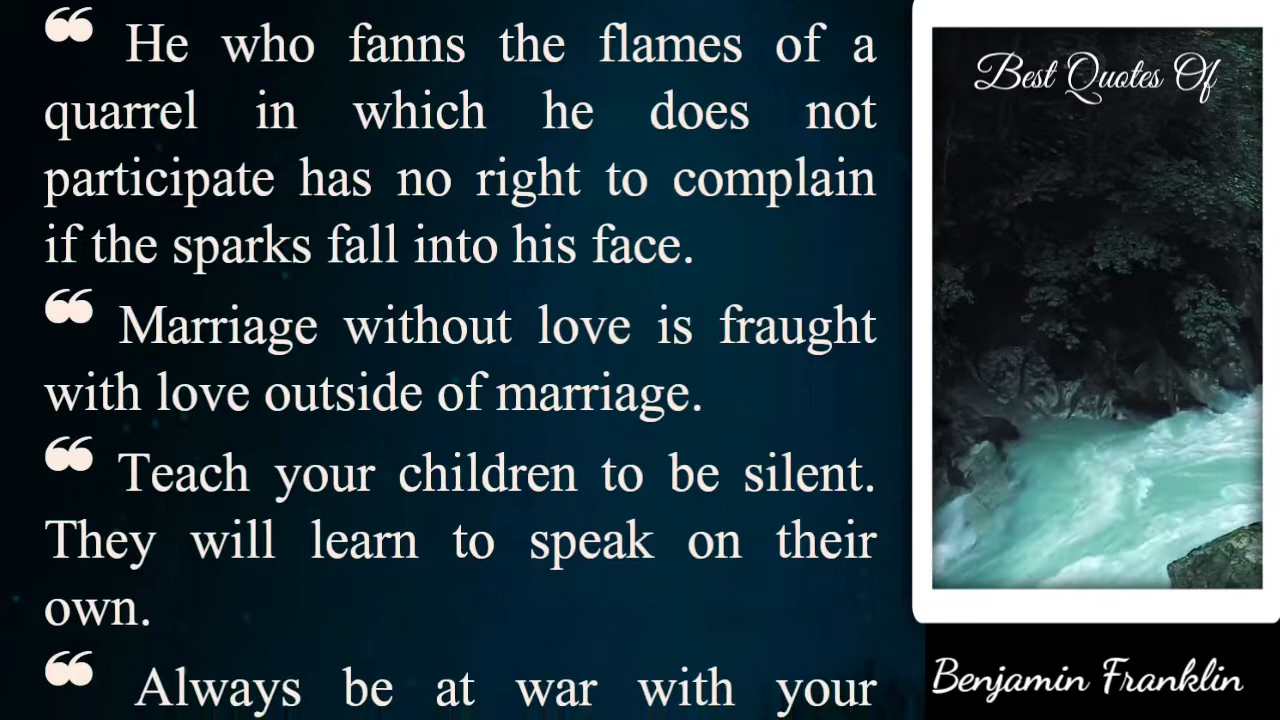 ❝ He who fanns the flames of a
quarrel in which he does not
participate has no right to complain
if the sparks fall into his face.
❝ Marriage without love is fraught
with love outside of marriage.
❝ Teach your children to be silent.
They will learn to speak on their
own.
❝ Always be at war with your
Best Quotes Of
Benjamin Franklin